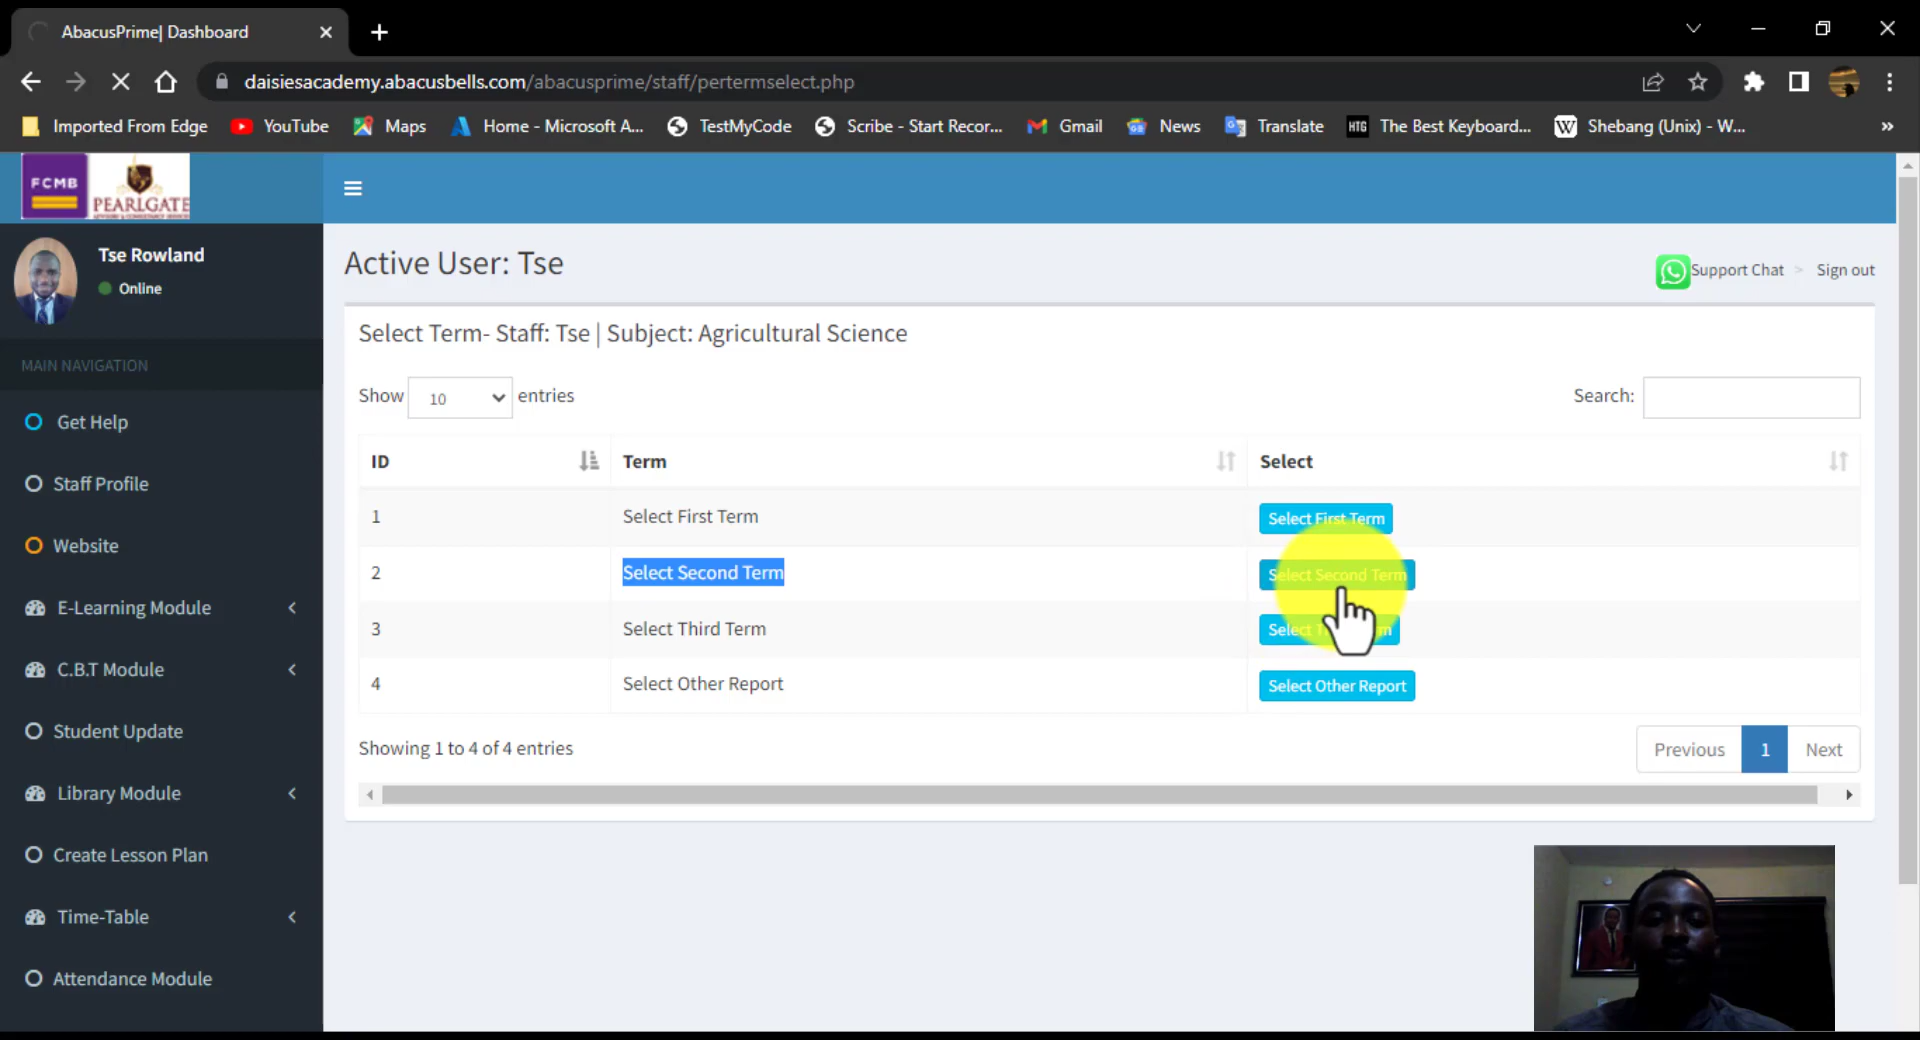 AbacusPrime| Dashboard
daisiesacademy.abacusbells.com/abacusprime/staff/pertermselect.php
Imported From Edge YouTube Maps Home - Microsoft A... TestMyCode Scribe - Start Recor... Gmail News Translate HTG The Best Keyboard... W Shebang (Unix) - W... »
FCMB
PEARLGATE
Tse Rowland
Online
Active User: Tse
Support Chat > Sign out
MAIN NAVIGATION
Get Help
Staff Profile
Website
E-Learning Module
C.B.T Module
Student Update
Library Module
Create Lesson Plan
Time-Table
Attendance Module
Select Term- Staff: Tse | Subject: Agricultural Science
Show 10 entries
Search:
ID Term Select
1 Select First Term Select First Term
2 Select Second Term Select Second Term
3 Select Third Term Select
4 Select Other Report Select Other Report
Showing 1 to 4 of 4 entries
Previous 1 Next